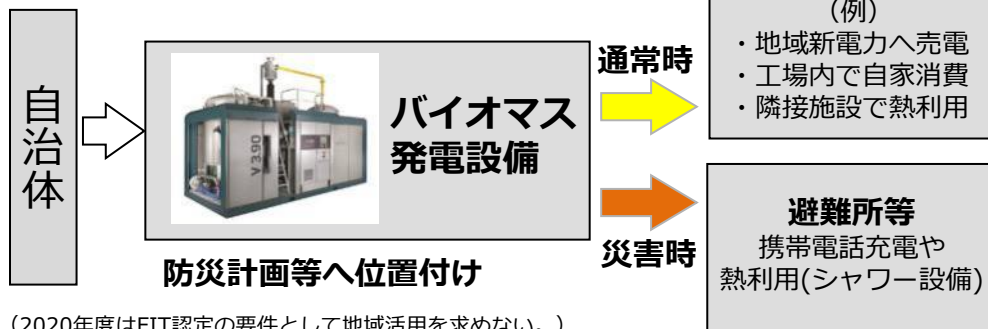 自治体
V390
バイオマス
発電設備
防災計画等へ位置付け
通常時
災害時
（例）
・地域新電力へ売電
・工場内で自家消費
・隣接施設で熱利用
避難所等
携帯電話充電や
熱利用(シャワー設備)
（2020年度はFIT認定の要件として地域活用を求めない。）